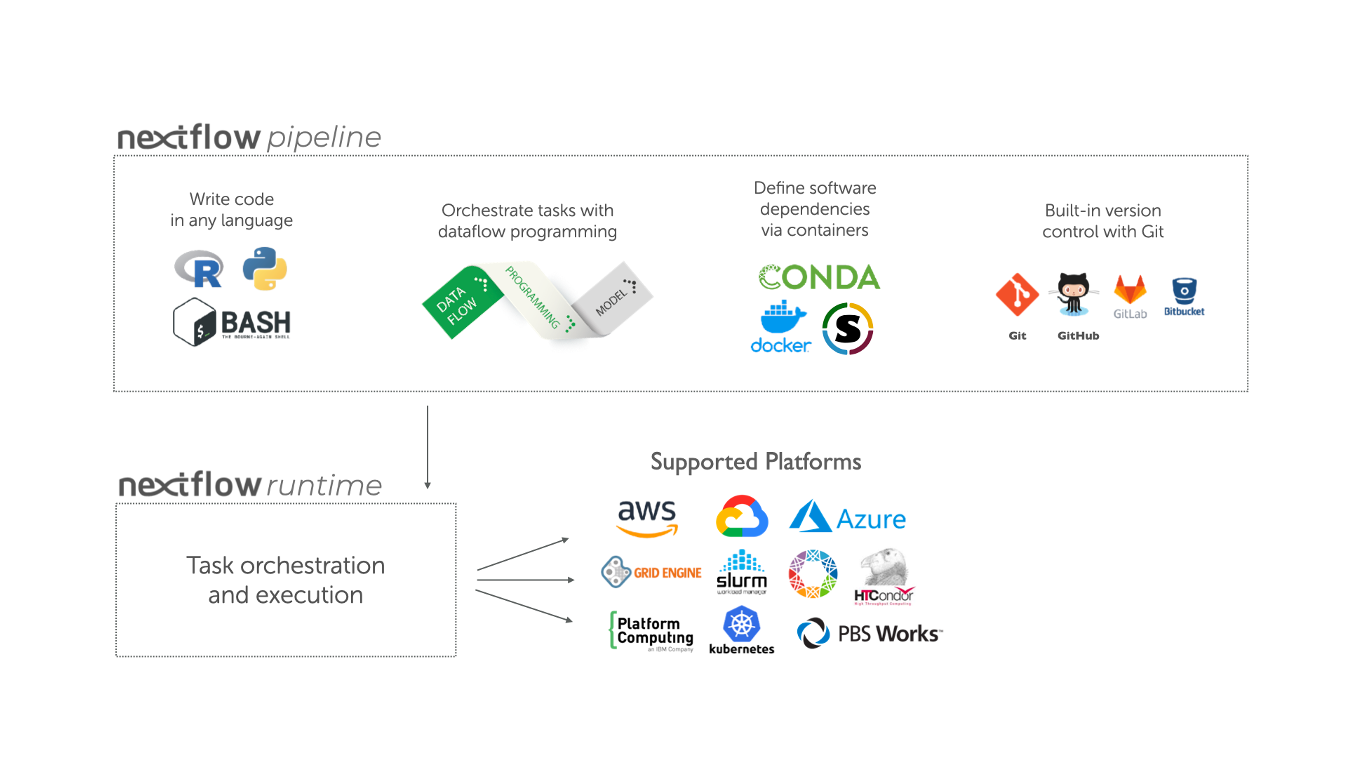 nextflow pipeline
Write code
in any language
R
$_
BASH
THE BOURNE-AGAIN SHELL
Orchestrate tasks with
dataflow programming
DATA
FLOW
PROGRAMMING
MODEL
Define software
dependencies
via containers
CONDA
docker
S
Built-in version
control with Git
Git
GitHub
GitLab
Bitbucket
nextflow runtime
Task orchestration
and execution
Supported Platforms
aws
Azure
GRID ENGINE
slurm
workload manager
HTCondor
High Throughput Computing
Platform
Computing
an IBM Company
kubernetes
PBS Works™